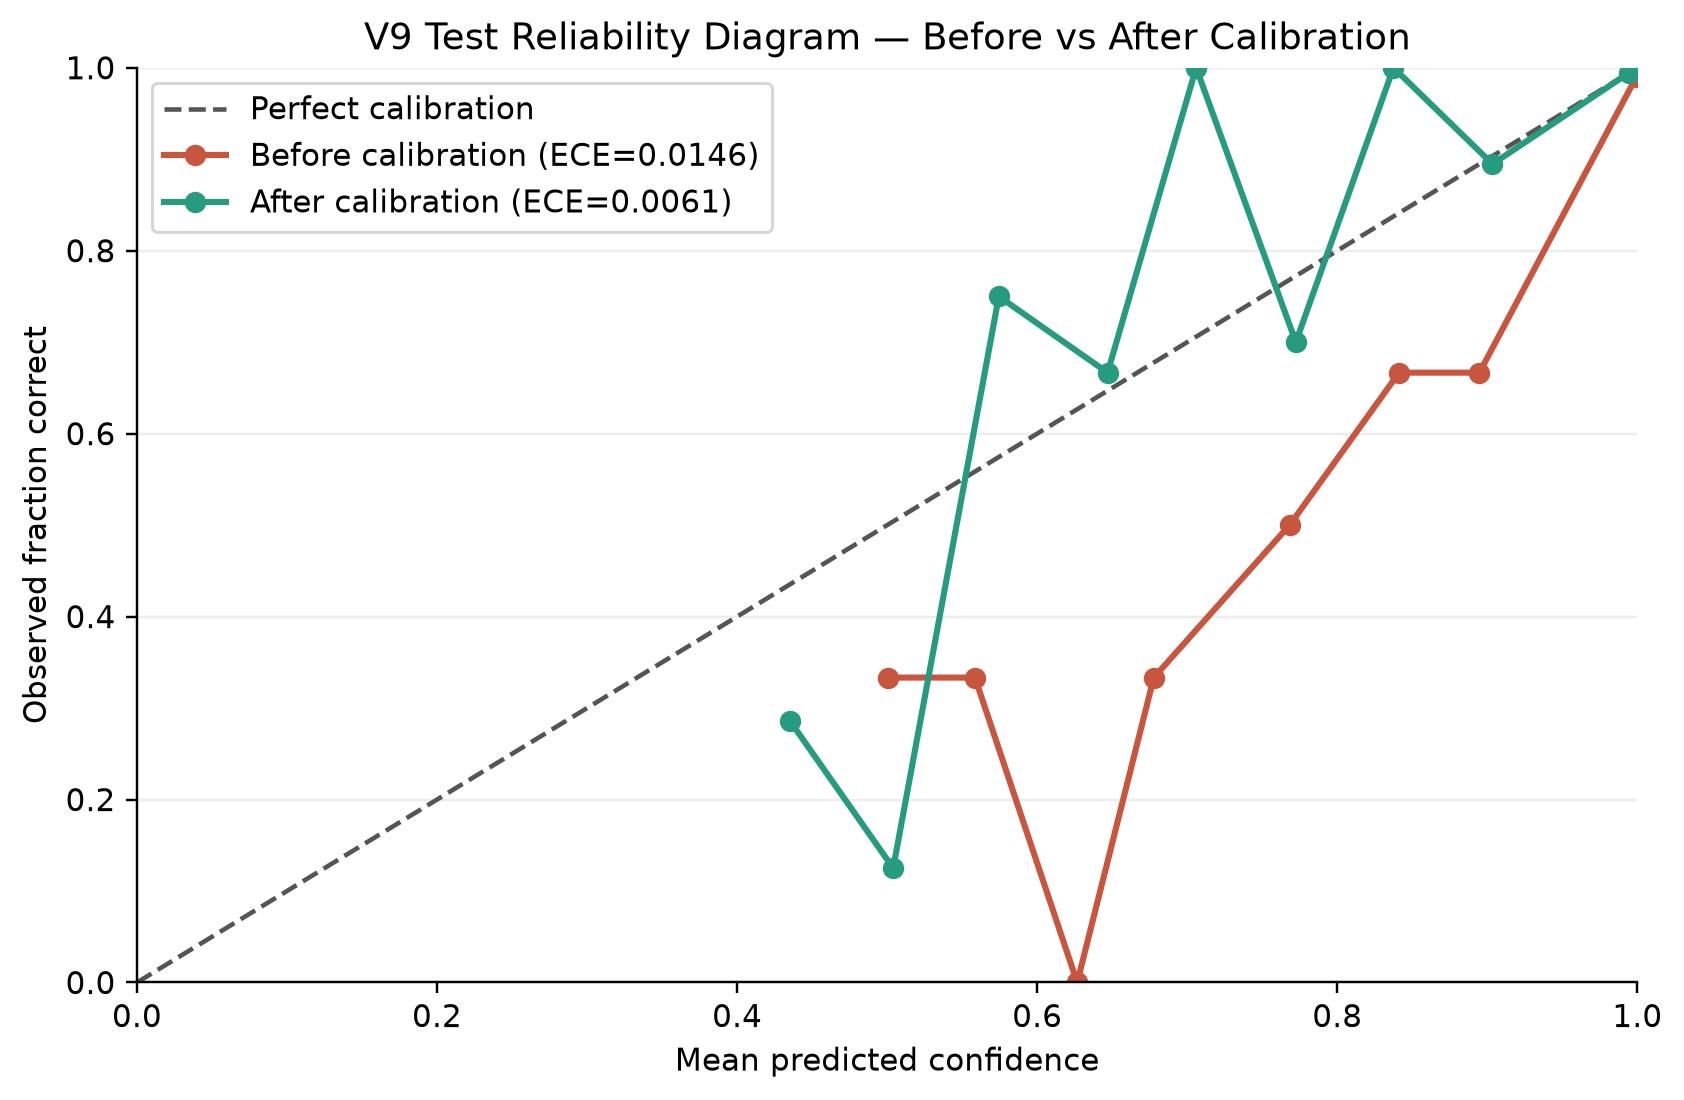 V9 Test Reliability Diagram — Before vs After Calibration
Perfect calibration
Before calibration (ECE=0.0146)
After calibration (ECE=0.0061)
1.0
0.8
0.6
0.4
0.2
0.0
Observed fraction correct
0.0 0.2 0.4 0.6 0.8 1.0
Mean predicted confidence